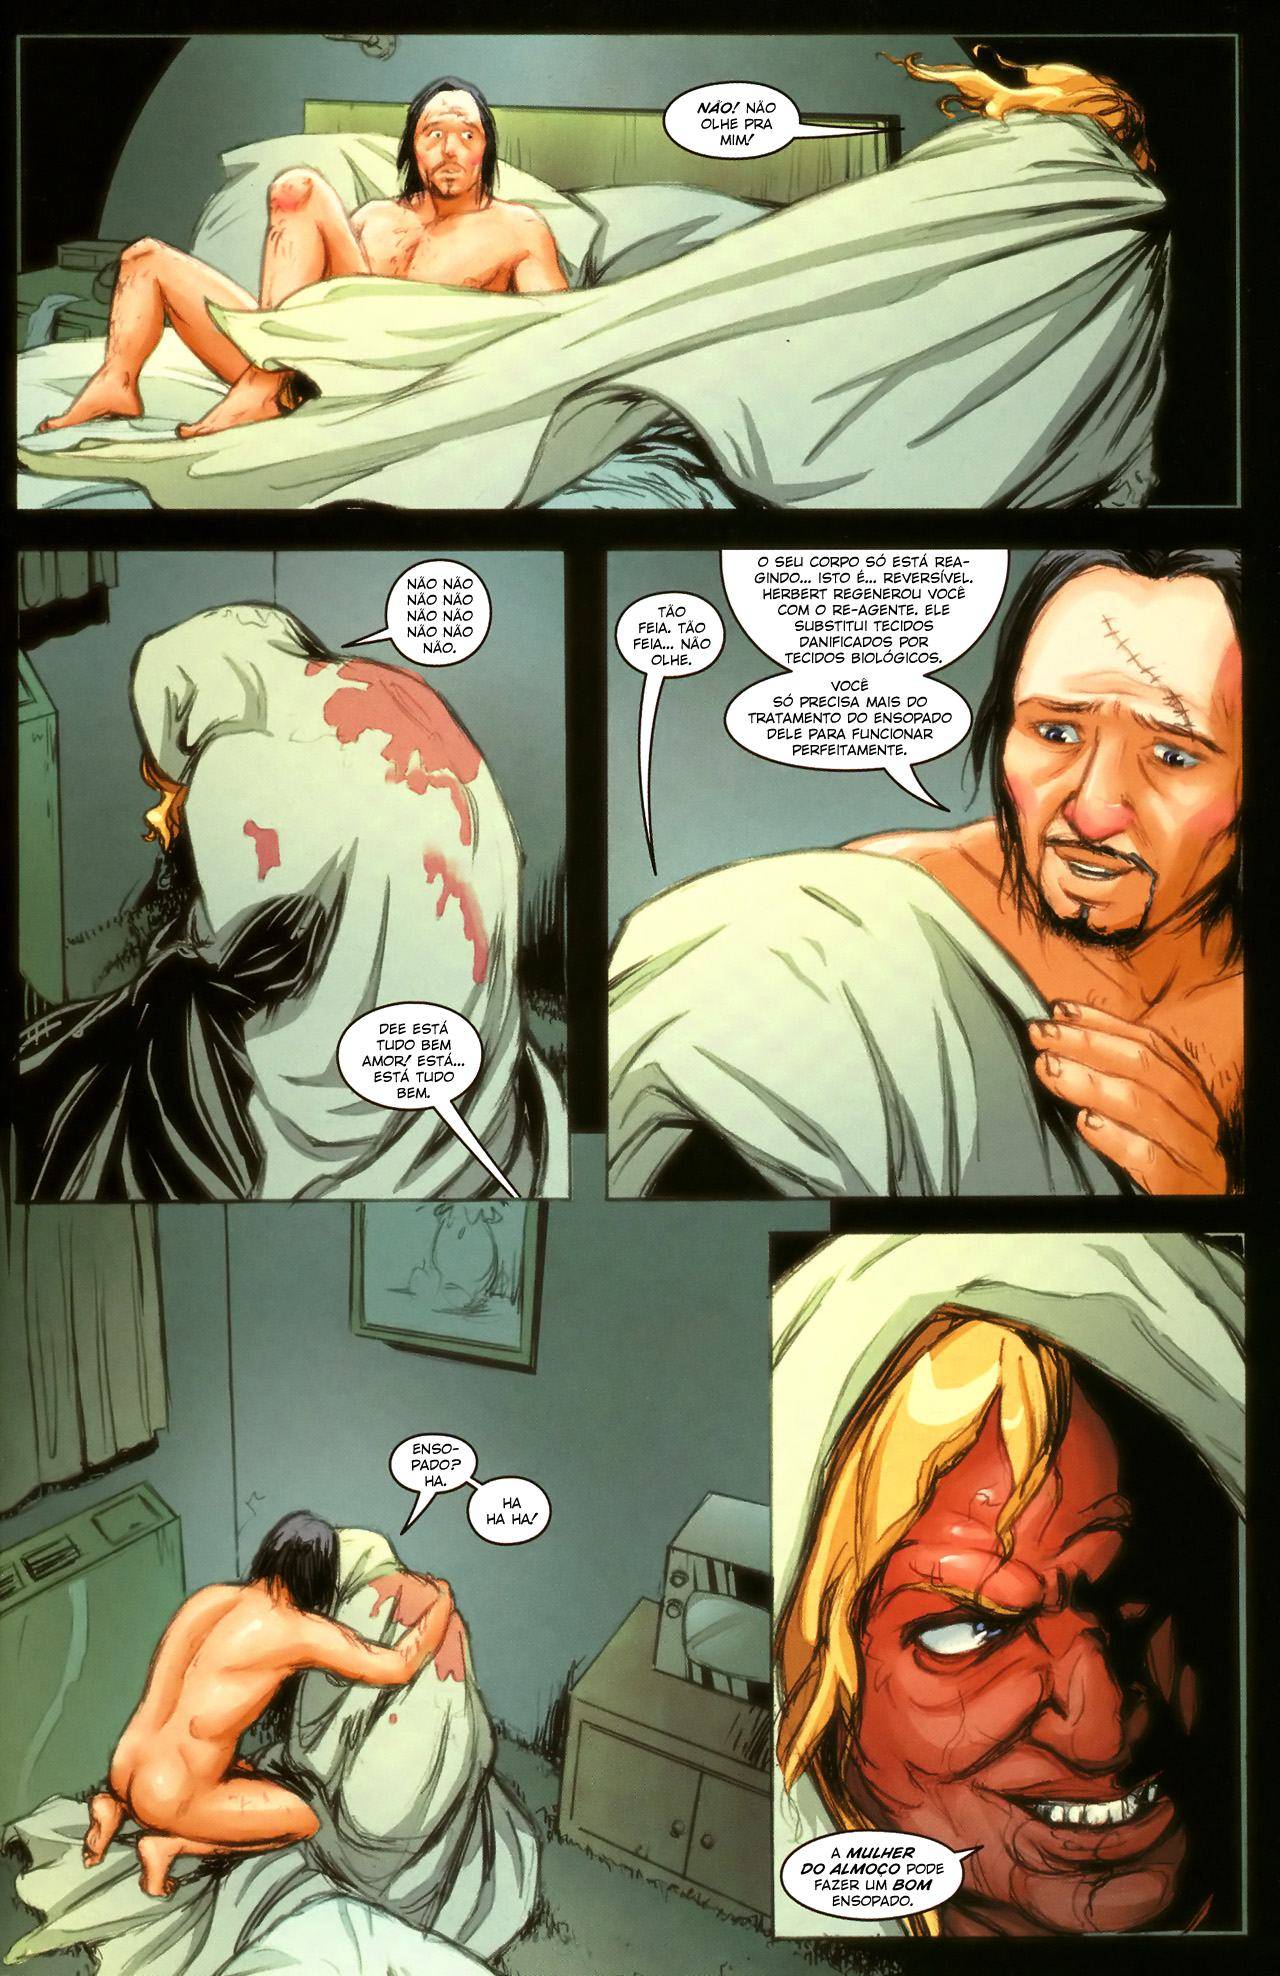 NÃO! NÃO
OLHE PRA
MIM!
NÃO NÃO
NÃO NÃO
NÃO NÃO
NÃO NÃO
NÃO.
DEE ESTÁ
TUDO BEM
AMOR! ESTÁ...
ESTÁ TUDO
BEM.
TÃO
FEIA. TÃO
FEIA... NÃO
OLHE.
O SEU CORPO SÓ ESTÁ REA-
GINDO... ISTO É... REVERSÍVEL.
HERBERT REGENEROU VOCÊ
COM O RE-AGENTE. ELE
SUBSTITUI TECIDOS
DANIFICADOS POR
TECIDOS BIOLÓGICOS.
VOCÊ
SÓ PRECISA MAIS DO
TRATAMENTO DO ENSOPADO
DELE PARA FUNCIONAR
PERFEITAMENTE.
ENSO-
PADO?
HA.
HA
HA HA!
A MULHER
DO ALMOÇO PODE
FAZER UM BOM
ENSOPADO.